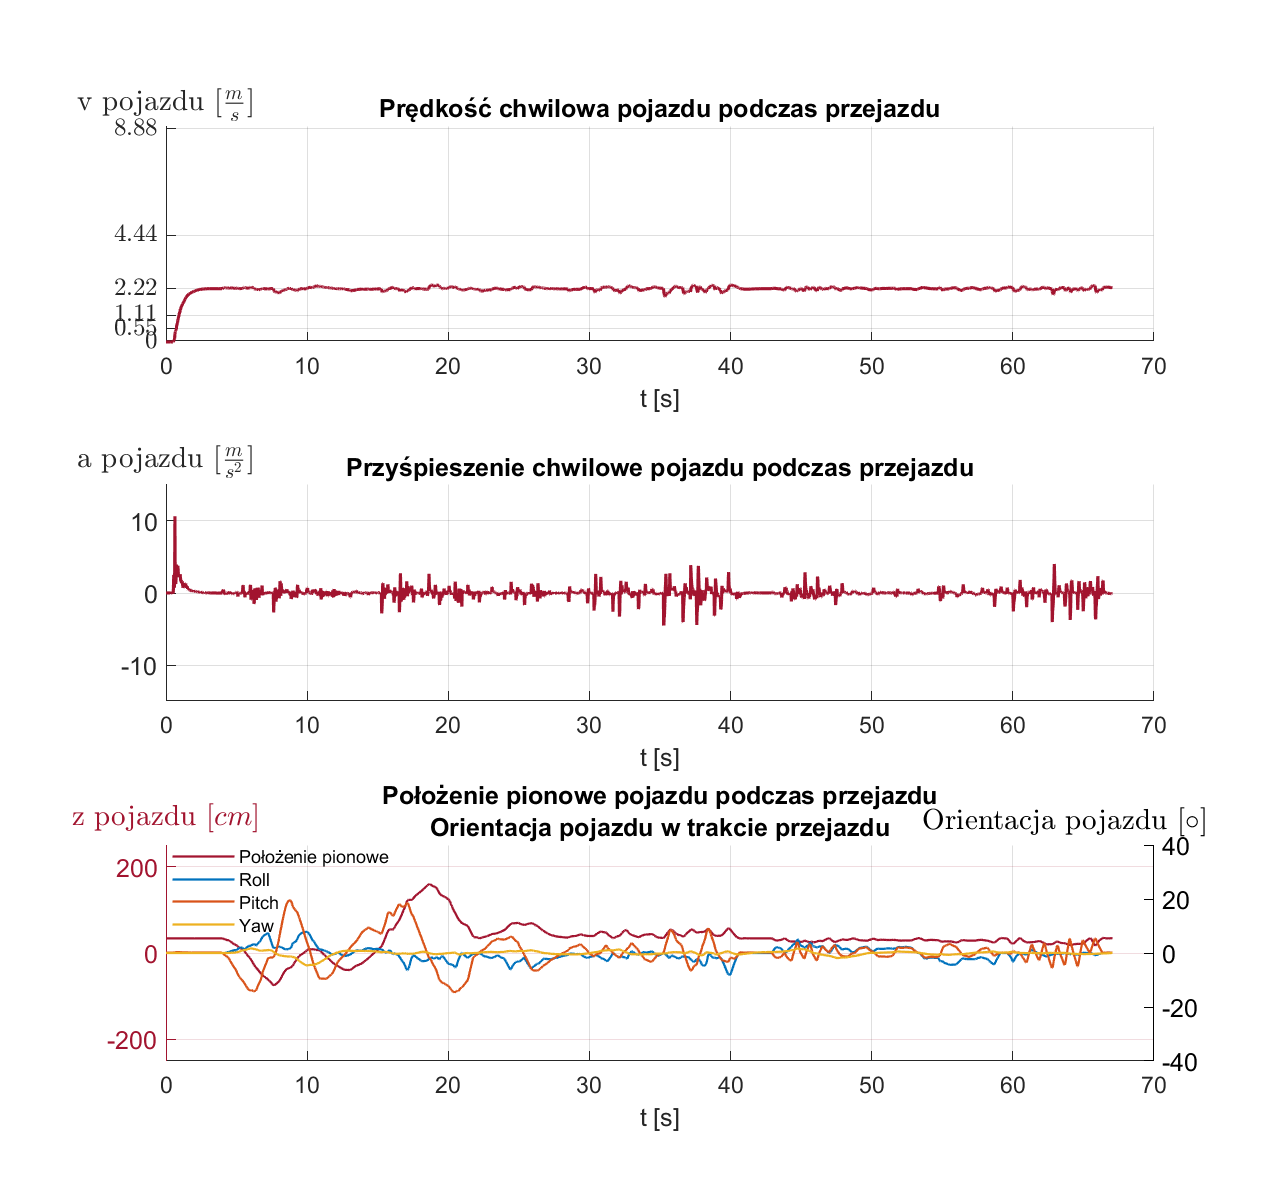 v pojazdu [m/s]
Prędkość chwilowa pojazdu podczas przejazdu
8.88
4.44
2.22
1.11
0.55
0
0 10 20 30 40 50 60 70
t [s]
a pojazdu [m/s²]
Przyśpieszenie chwilowe pojazdu podczas przejazdu
10
0
-10
0 10 20 30 40 50 60 70
t [s]
Położenie pionowe pojazdu podczas przejazdu
Orientacja pojazdu w trakcie przejazdu
z pojazdu [cm]
Orientacja pojazdu [∘]
Położenie pionowe
Roll
Pitch
Yaw
200
0
-200
40
20
0
-20
-40
0 10 20 30 40 50 60 70
t [s]